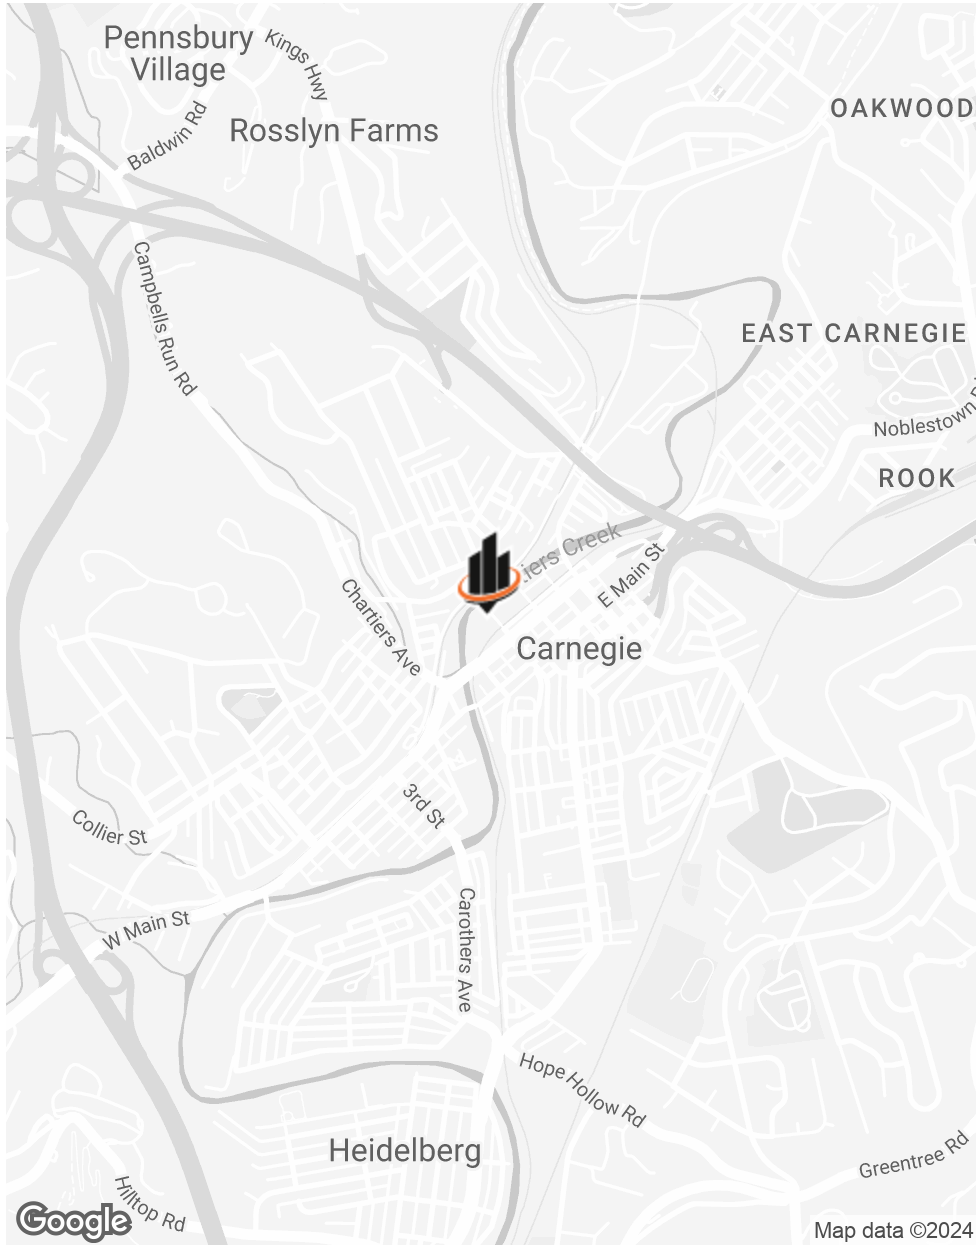 Pennsbury
Village
Kings Hwy
Baldwin Rd
Rosslyn Farms
OAKWOOD
Campbells Run Rd
EAST CARNEGIE
Noblestown
ROOK
Creek
E Main St
Chartiers Ave
Carnegie
3rd St
Collier St
W Main St
Carothers Ave
Hope Hollow Rd
Heidelberg
Greentree Rd
Hilltop Rd
Google
Map data ©2024